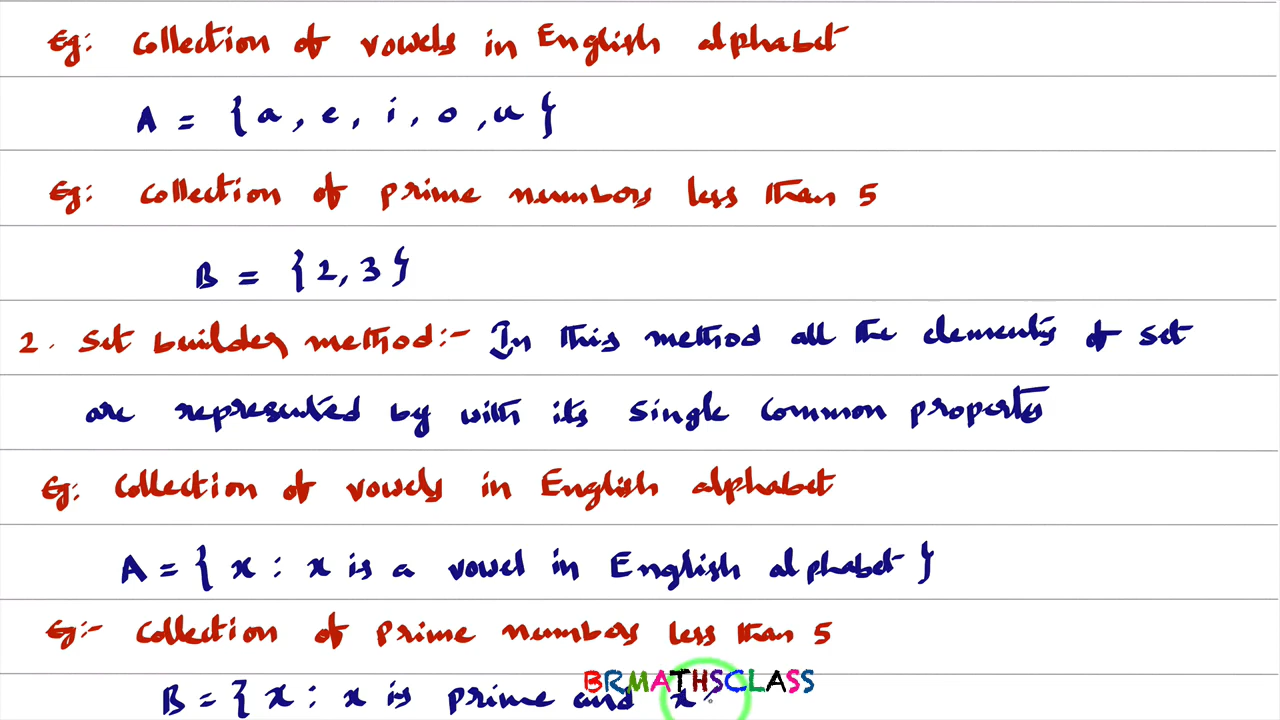 Eg: Collection of vowels in English alphabet
A = {a, e, i, o, u}
Eg: Collection of prime numbers less than 5
B = {2, 3}
2. Set builder method:- In this method all the elements of set
are represented by with its single common property
Eg: Collection of vowels in English alphabet
A = { x : x is a vowel in English alphabet }
Eg:- Collection of prime numbers less than 5
BRMATHSCLASS
B = { x : x is prime and x